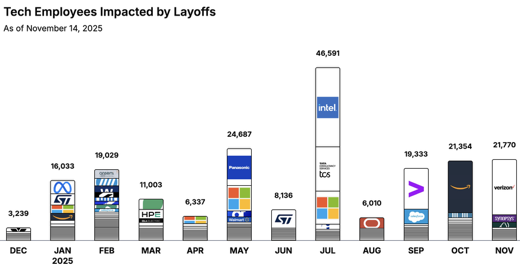 Tech Employees Impacted by Layoffs
As of November 14, 2025
46,591
24,687
21,354
21,770
19,029
19,333
16,033
11,003
8,136
6,337
6,010
3,239
intel
Panasonic
tcs
ST
HPE
Walmart
ST
verizon
synopsys
DEC
JAN
FEB
MAR
APR
MAY
JUN
JUL
AUG
SEP
OCT
NOV
2025